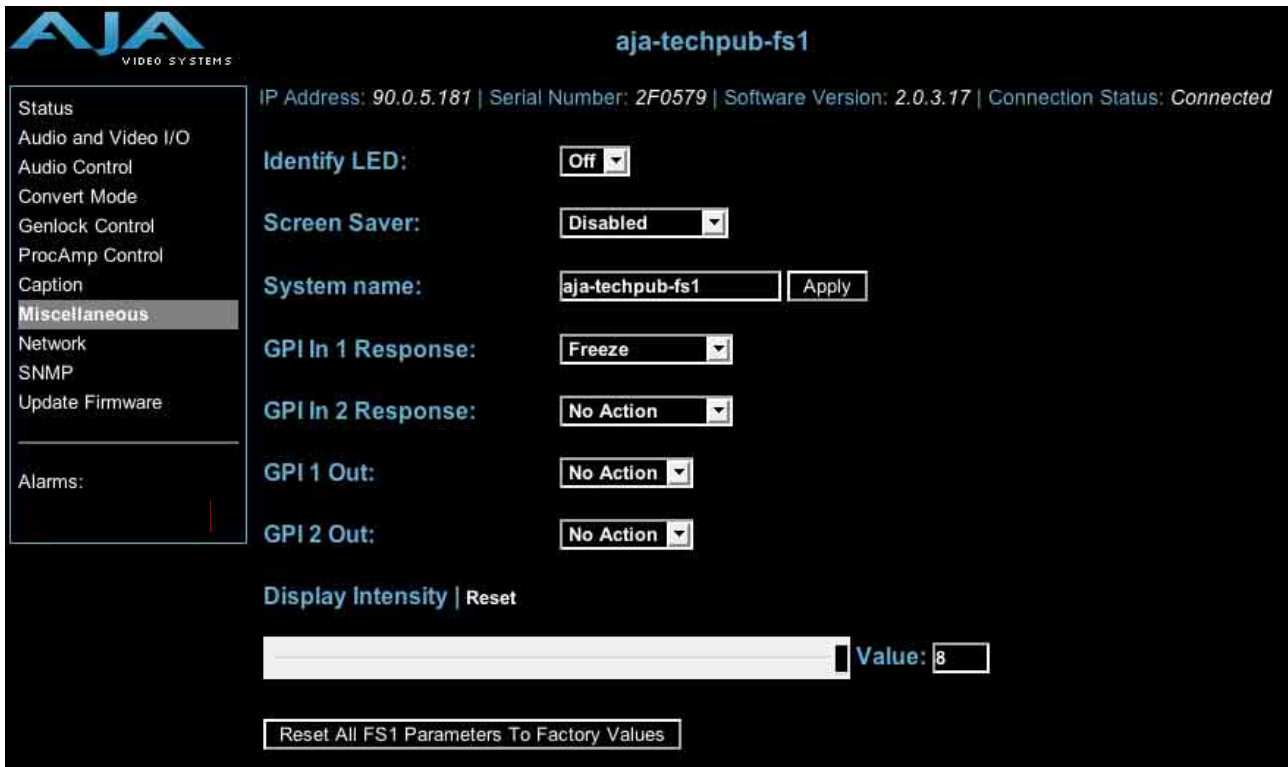 AJA
VIDEO SYSTEMS
aja-techpub-fs1
IP Address: 90.0.5.181 | Serial Number: 2F0579 | Software Version: 2.0.3.17 | Connection Status: Connected
Status
Audio and Video I/O
Audio Control
Convert Mode
Genlock Control
ProcAmp Control
Caption
Miscellaneous
Network
SNMP
Update Firmware
Alarms:
Identify LED: Off
Screen Saver: Disabled
System name: aja-techpub-fs1 Apply
GPI In 1 Response: Freeze
GPI In 2 Response: No Action
GPI 1 Out: No Action
GPI 2 Out: No Action
Display Intensity | Reset
Value: 8
Reset All FS1 Parameters To Factory Values